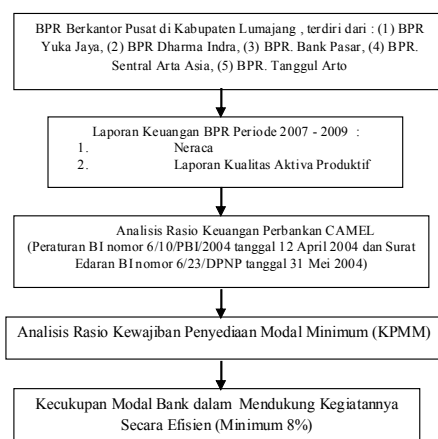 BPR Berkantor Pusat di Kabupaten Lumajang , terdiri dari : (1) BPR
Yuka Jaya, (2) BPR Dharma Indra, (3) BPR. Bank Pasar, (4) BPR.
Sentral Arta Asia, (5) BPR. Tanggul Arto
Laporan Keuangan BPR Periode 2007 - 2009 :
1. Neraca
2. Laporan Kualitas Aktiva Produktif
Analisis Rasio Keuangan Perbankan CAMEL
(Peraturan BI nomor 6/10/PBI/2004 tanggal 12 April 2004 dan Surat
Edaran BI nomor 6/23/DPNP tanggal 31 Mei 2004)
Analisis Rasio Kewajiban Penyediaan Modal Minimum (KPMM)
Kecukupan Modal Bank dalam Mendukung Kegiatannya
Secara Efisien (Minimum 8%)